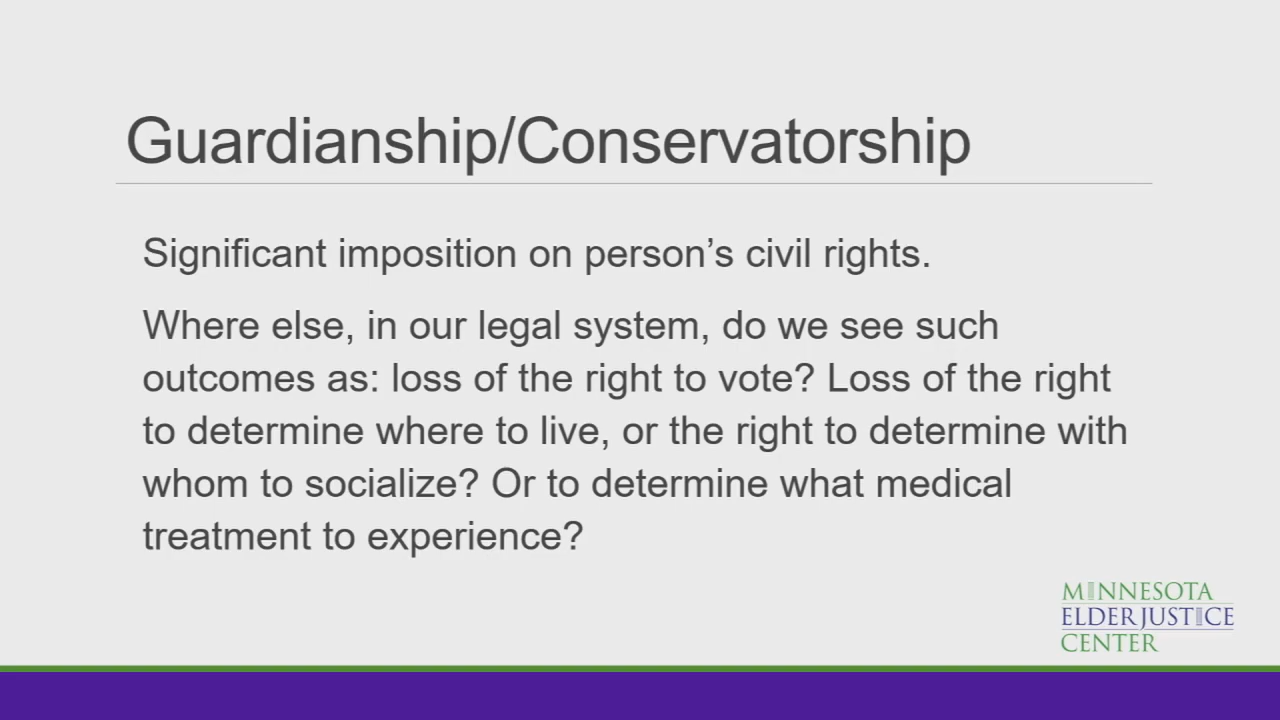 Guardianship/Conservatorship
Significant imposition on person’s civil rights.
Where else, in our legal system, do we see such
outcomes as: loss of the right to vote? Loss of the right
to determine where to live, or the right to determine with
whom to socialize? Or to determine what medical
treatment to experience?
MINNESOTA
ELDER JUSTICE
CENTER